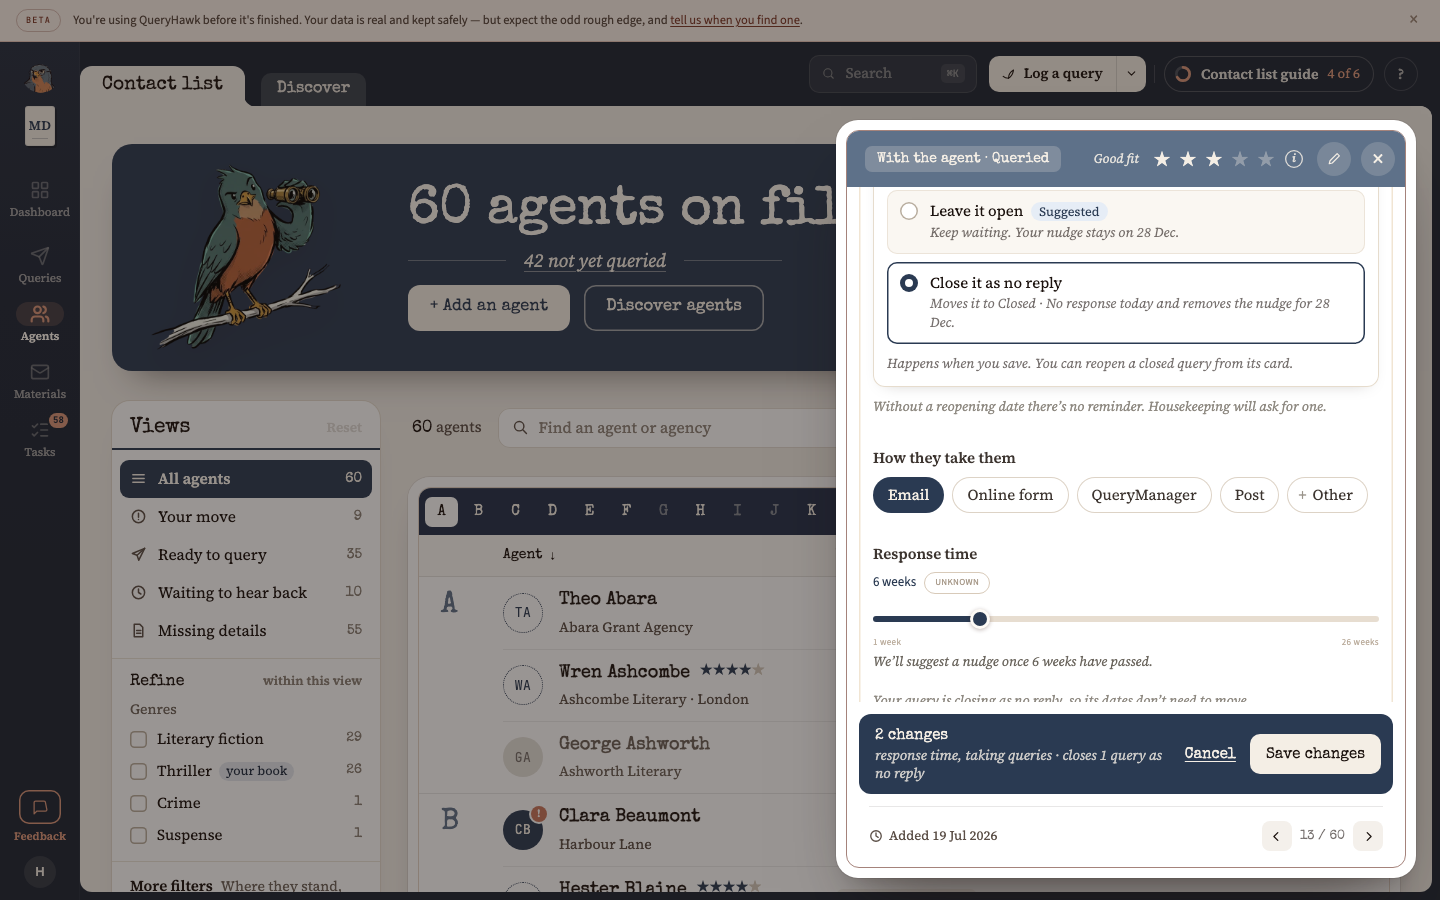 BETA You're using QueryHawk before it's finished. Your data is real and kept safely — but expect the odd rough edge, and tell us when you find one. ×
MD
Dashboard
Queries
Agents
Materials
58
Tasks
Feedback
H
Contact list
Discover
Search ⌘K
Log a query
Contact list guide 4 of 6
?
60 agents on fil
42 not yet queried
+ Add an agent
Discover agents
Views Reset
All agents 60
Your move 9
Ready to query 35
Waiting to hear back 10
Missing details 55
Refine within this view
Genres
Literary fiction 29
Thriller your book 26
Crime 1
Suspense 1
More filters Where they stand,
60 agents
Find an agent or agency
A B C D E F G H I J K
Agent ↓
A
TA
Theo Abara
Abara Grant Agency
WA
Wren Ashcombe ★★★★★
Ashcombe Literary · London
GA
George Ashworth
Ashworth Literary
B
CB !
Clara Beaumont
Harbour Lane
Hester Blaine ★★★★★
With the agent · Queried
Good fit ★★★★★ i ×
Leave it open Suggested
Keep waiting. Your nudge stays on 28 Dec.
Close it as no reply
Moves it to Closed · No response today and removes the nudge for 28
Dec.
Happens when you save. You can reopen a closed query from its card.
Without a reopening date there’s no reminder. Housekeeping will ask for one.
How they take them
Email Online form QueryManager Post + Other
Response time
6 weeks UNKNOWN
1 week 26 weeks
We’ll suggest a nudge once 6 weeks have passed.
Your query is closing as no reply, so its dates don’t need to move.
2 changes
response time, taking queries · closes 1 query as
no reply
Cancel
Save changes
Added 19 Jul 2026
13 / 60